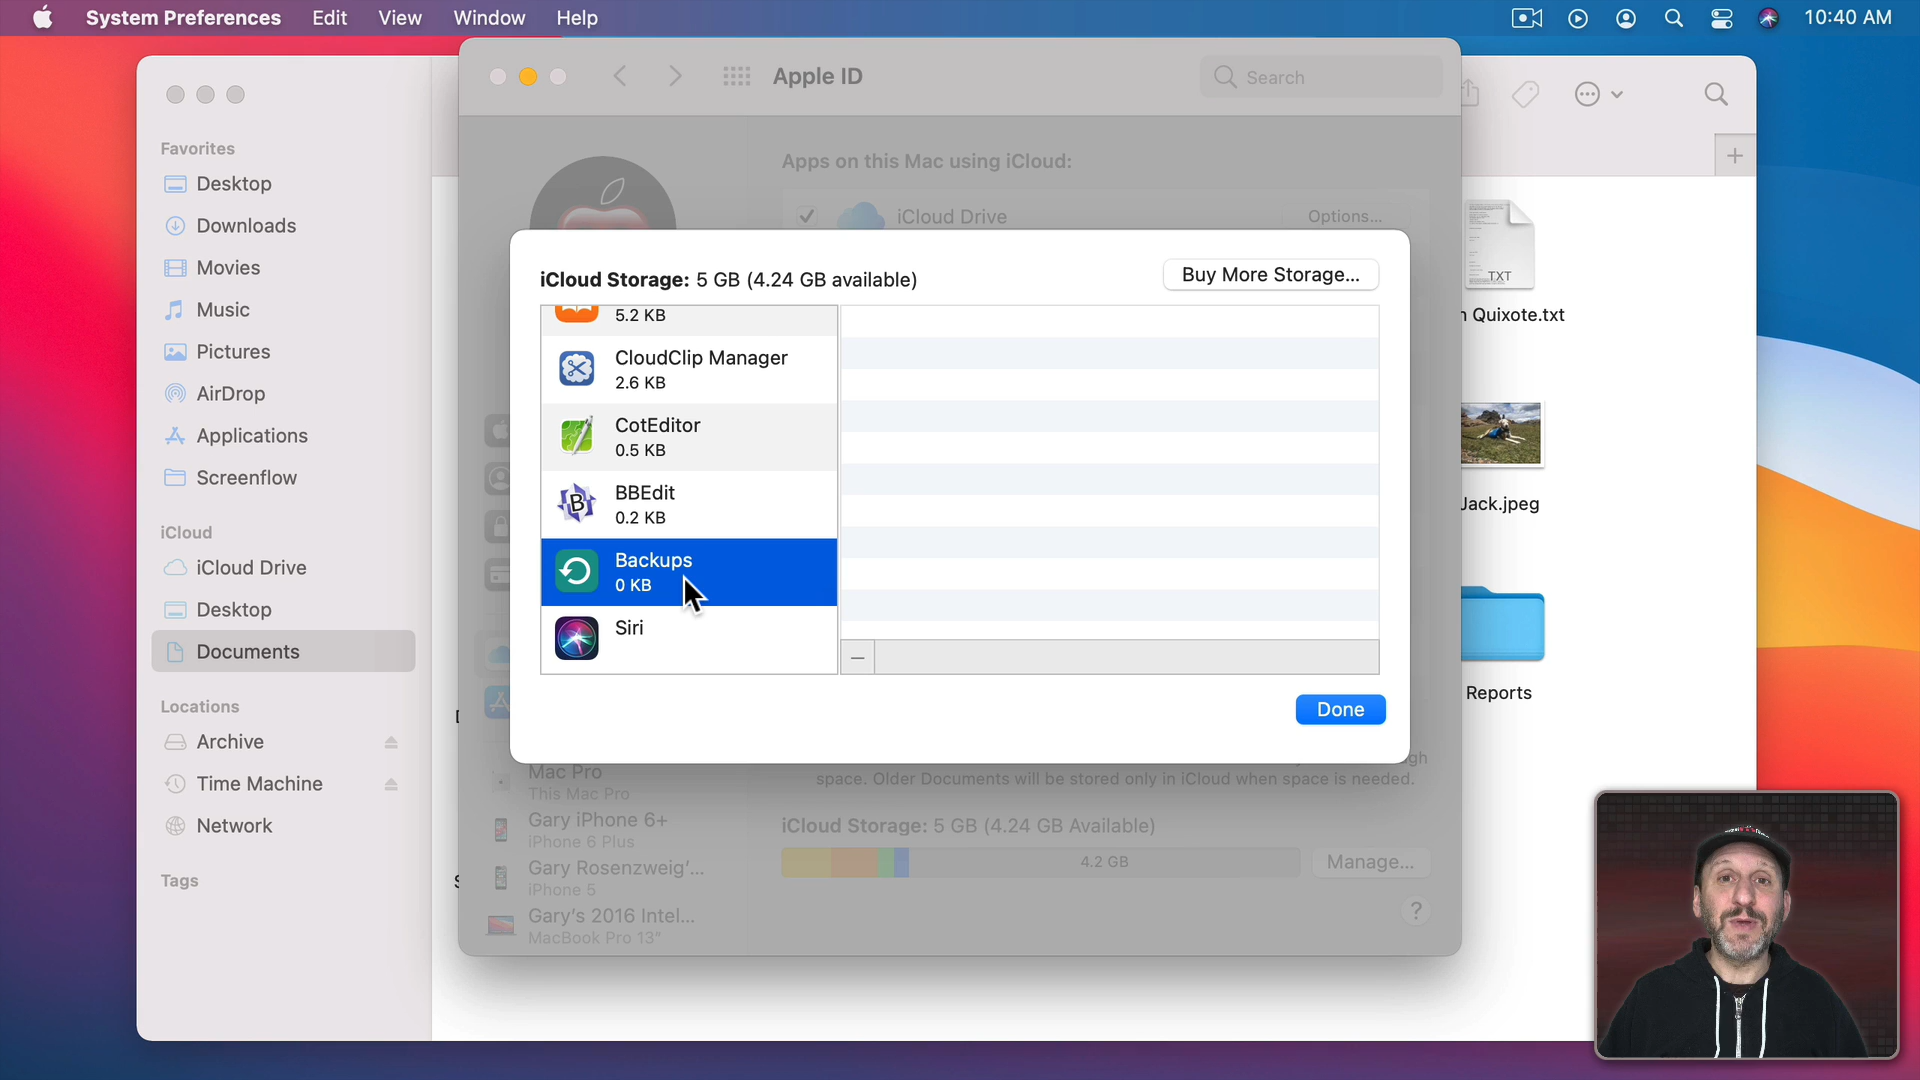 System Preferences Edit View Window Help 10:40 AM
Apple ID
Search
Favorites
Desktop
Downloads
Movies
Music
Pictures
AirDrop
Applications
Screenflow
iCloud
iCloud Drive
Desktop
Documents
Locations
Archive
Time Machine
Network
Tags
Apps on this Mac using iCloud:
iCloud Drive
Options...
iCloud Storage: 5 GB (4.24 GB available)
Buy More Storage...
5.2 KB
CloudClip Manager
2.6 KB
CotEditor
0.5 KB
BBEdit
0.2 KB
Backups
0 KB
Siri
Done
space. Older Documents will be stored only in iCloud when space is needed.
Mac Pro
This Mac Pro
Gary iPhone 6+
iPhone 6 Plus
Gary Rosenzweig'...
iPhone 5
Gary's 2016 Intel...
MacBook Pro 13"
iCloud Storage: 5 GB (4.24 GB Available)
4.2 GB
Manage...
?
TXT
Quixote.txt
Jack.jpeg
Reports